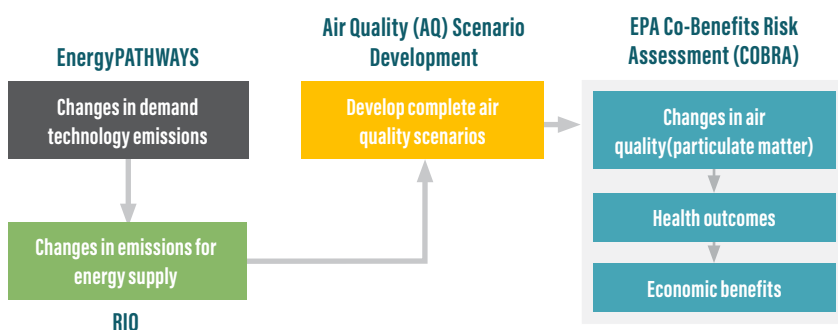 EnergyPATHWAYS
Changes in demand
technology emissions
Changes in emissions for
energy supply
RIO
Air Quality (AQ) Scenario
Development
Develop complete air
quality scenarios
EPA Co-Benefits Risk
Assessment (COBRA)
Changes in air
quality(particulate matter)
Health outcomes
Economic benefits